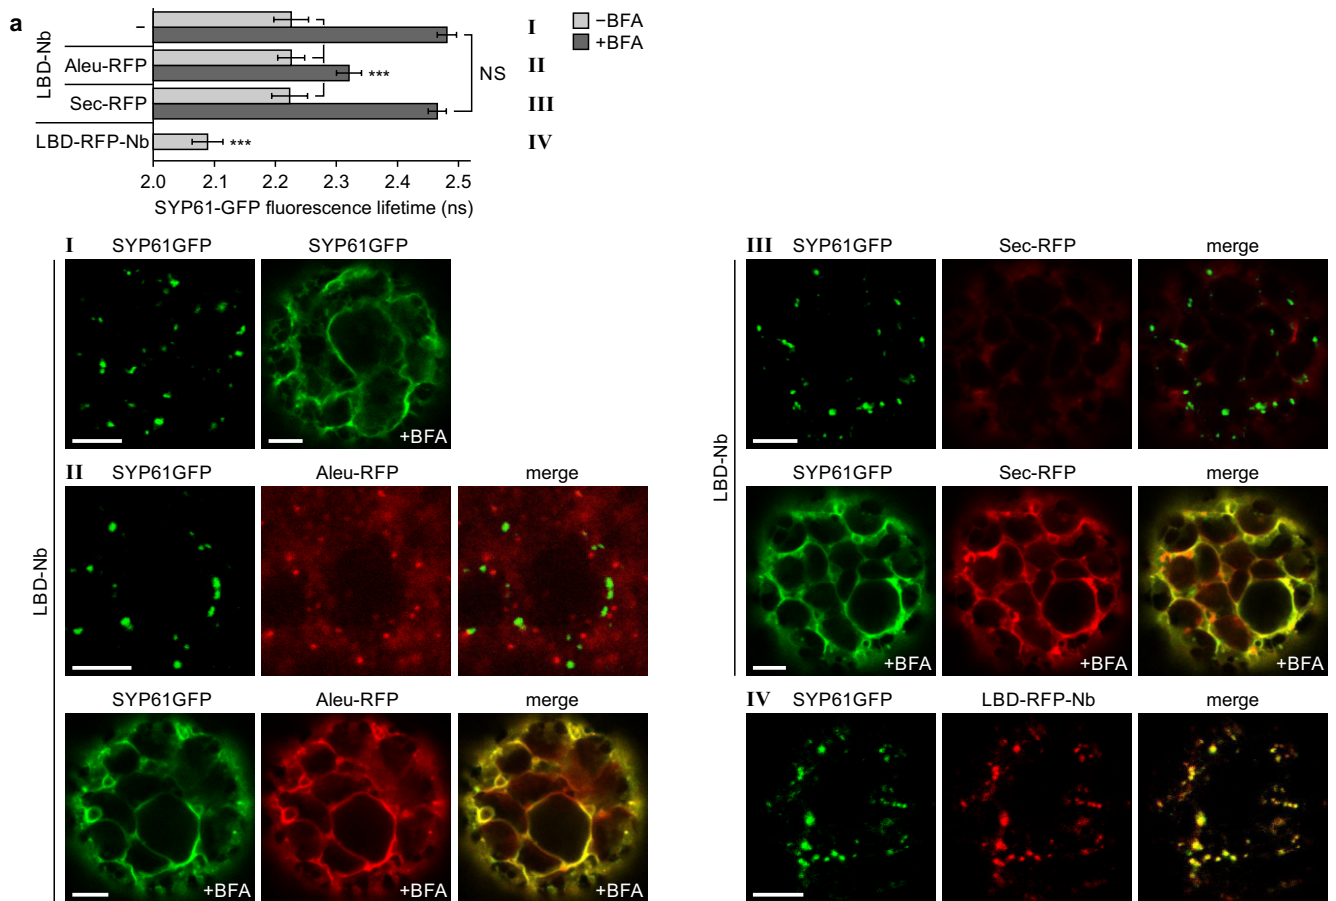 a
LBD-Nb
–
Aleu-RFP
Sec-RFP
LBD-RFP-Nb
***
***
NS
I
II
III
IV
−BFA
+BFA
2.0 2.1 2.2 2.3 2.4 2.5
SYP61-GFP fluorescence lifetime (ns)
I SYP61GFP SYP61GFP
+BFA
LBD-Nb
II SYP61GFP Aleu-RFP merge
SYP61GFP Aleu-RFP merge
+BFA +BFA +BFA
LBD-Nb
III SYP61GFP Sec-RFP merge
SYP61GFP Sec-RFP merge
+BFA +BFA +BFA
IV SYP61GFP LBD-RFP-Nb merge